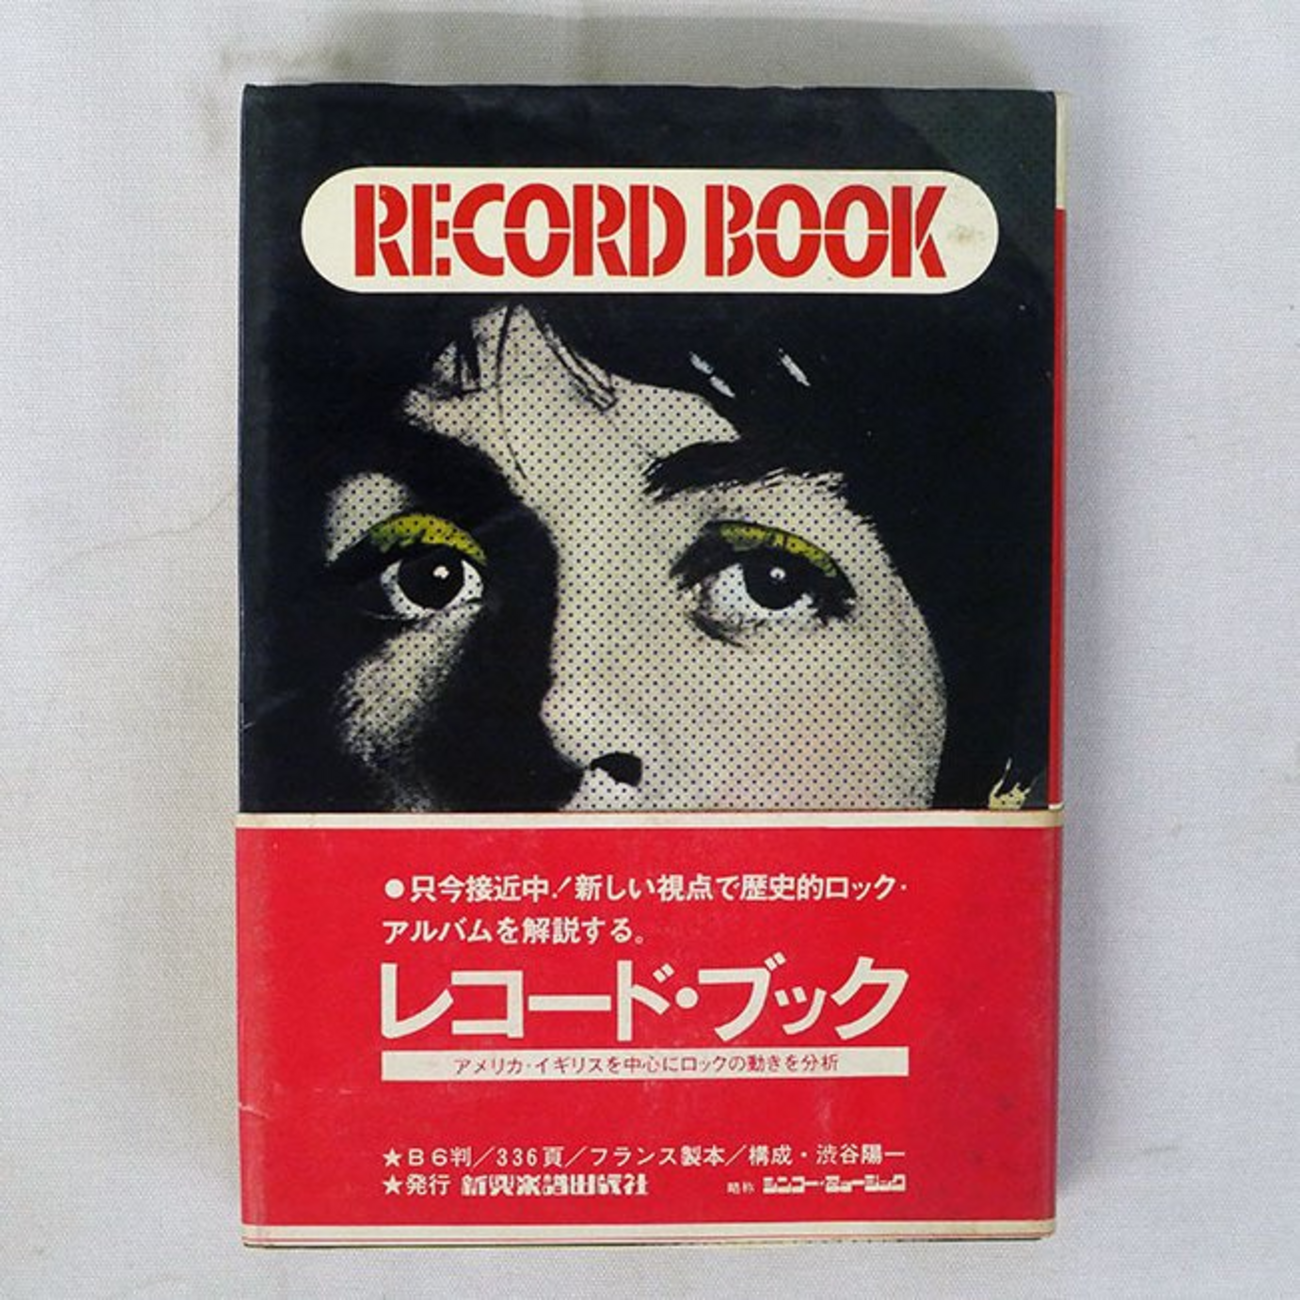 RECORD BOOK
●只今接近中！新しい視点で歴史的ロック・
アルバムを解説する。
レコード・ブック
アメリカ・イギリスを中心にロックの動きを分析
★B6判／336頁／フランス製本／構成・渋谷陽一
★発行 新興楽譜出版社 略称 シンコー・ミュージック